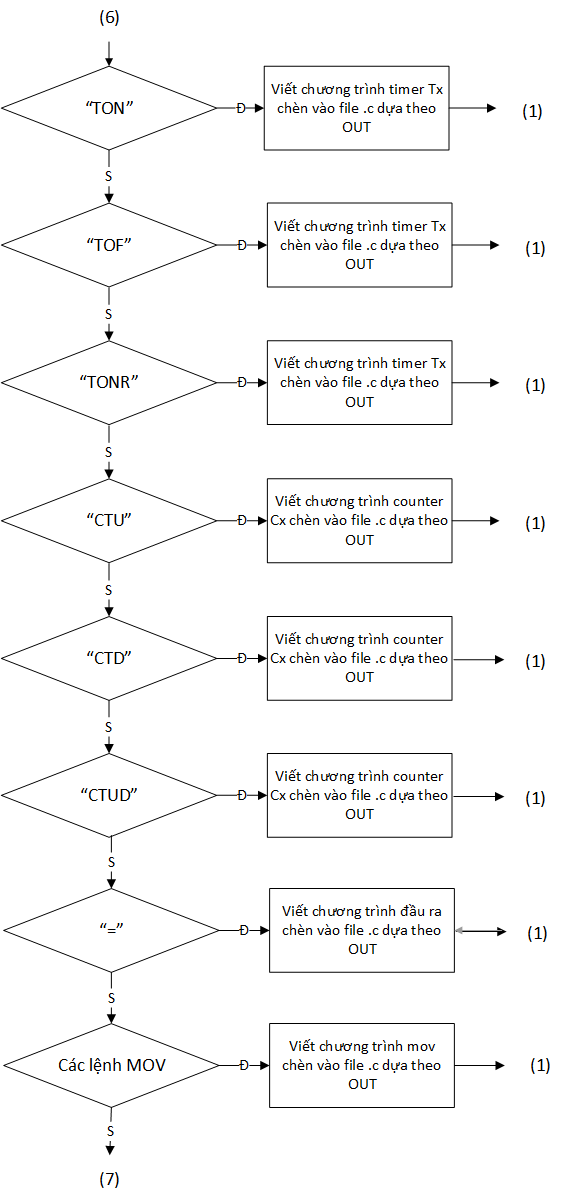 (6)
“TON”
Đ
Viết chương trình timer Tx
chèn vào file .c dựa theo
OUT
(1)
S
“TOF”
Đ
Viết chương trình timer Tx
chèn vào file .c dựa theo
OUT
(1)
S
“TONR”
Đ
Viết chương trình timer Tx
chèn vào file .c dựa theo
OUT
(1)
S
“CTU”
Đ
Viết chương trình counter
Cx chèn vào file .c dựa theo
OUT
(1)
S
“CTD”
Đ
Viết chương trình counter
Cx chèn vào file .c dựa theo
OUT
(1)
S
“CTUD”
Đ
Viết chương trình counter
Cx chèn vào file .c dựa theo
OUT
(1)
S
“=”
Đ
Viết chương trình đầu ra
chèn vào file .c dựa theo
OUT
(1)
S
Các lệnh MOV
Đ
Viết chương trình mov
chèn vào file .c dựa theo
OUT
(1)
S
(7)